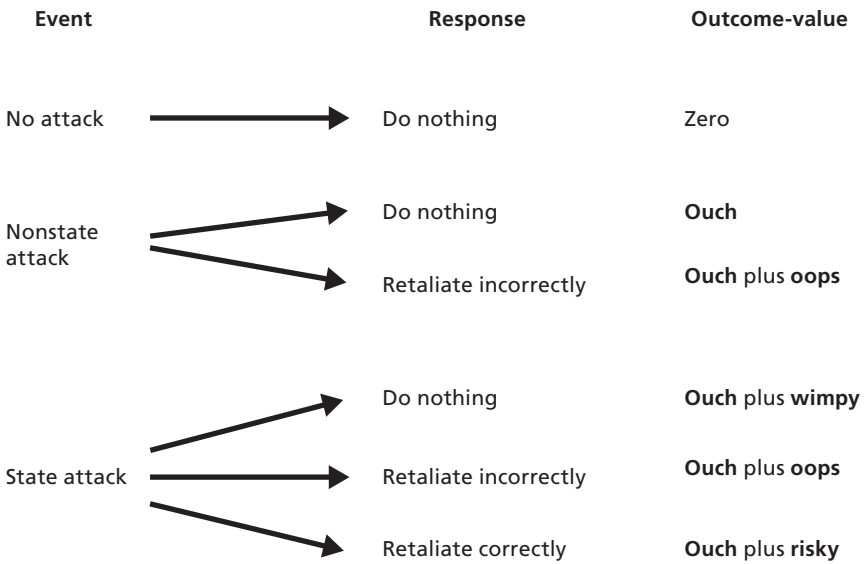 Event Response Outcome-value
No attack Do nothing Zero
Do nothing Ouch
Nonstate
attack
Retaliate incorrectly Ouch plus oops
Do nothing Ouch plus wimpy
State attack Retaliate incorrectly Ouch plus oops
Retaliate correctly Ouch plus risky